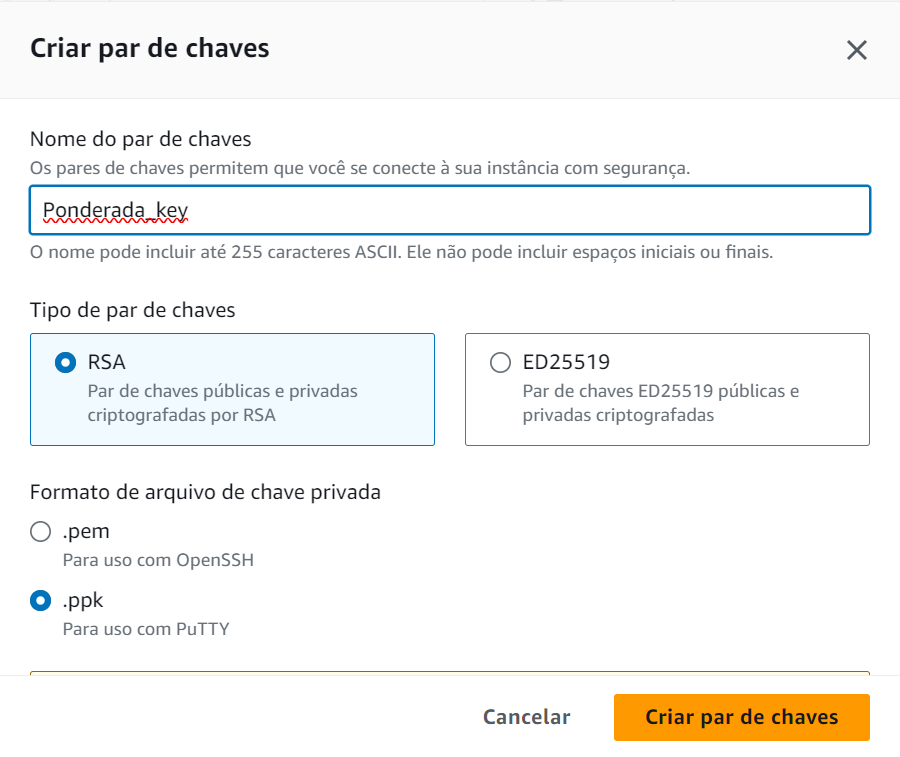 Criar par de chaves
Nome do par de chaves
Os pares de chaves permitem que você se conecte à sua instância com segurança.
Ponderada_key
O nome pode incluir até 255 caracteres ASCII. Ele não pode incluir espaços iniciais ou finais.
Tipo de par de chaves
RSA
Par de chaves públicas e privadas
criptografadas por RSA
ED25519
Par de chaves ED25519 públicas e
privadas criptografadas
Formato de arquivo de chave privada
.pem
Para uso com OpenSSH
.ppk
Para uso com PuTTY
Cancelar
Criar par de chaves